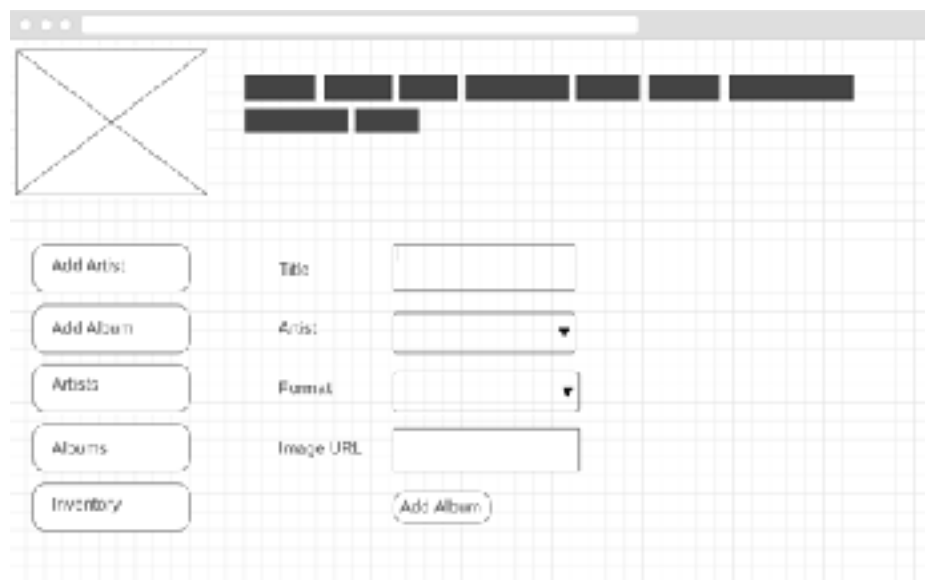 Add Artist
Add Album
Artists
Albums
Inventory
Title
Artist
Format
Image URL
Add Album